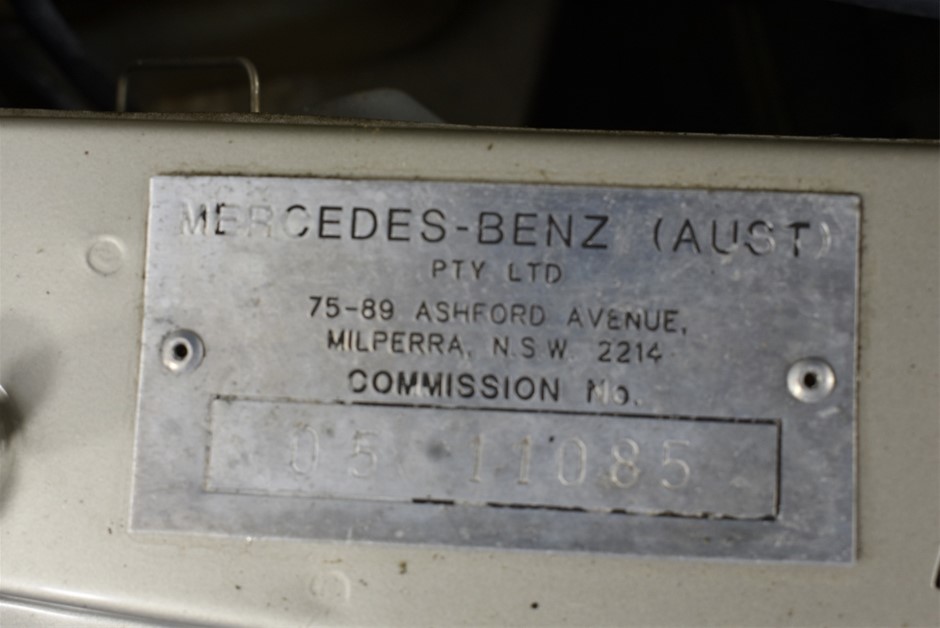 MERCEDES-BENZ (AUST)
PTY LTD
75-89 ASHFORD AVENUE,
MILPERRA, N.S.W. 2214
COMMISSION No.
05 11085